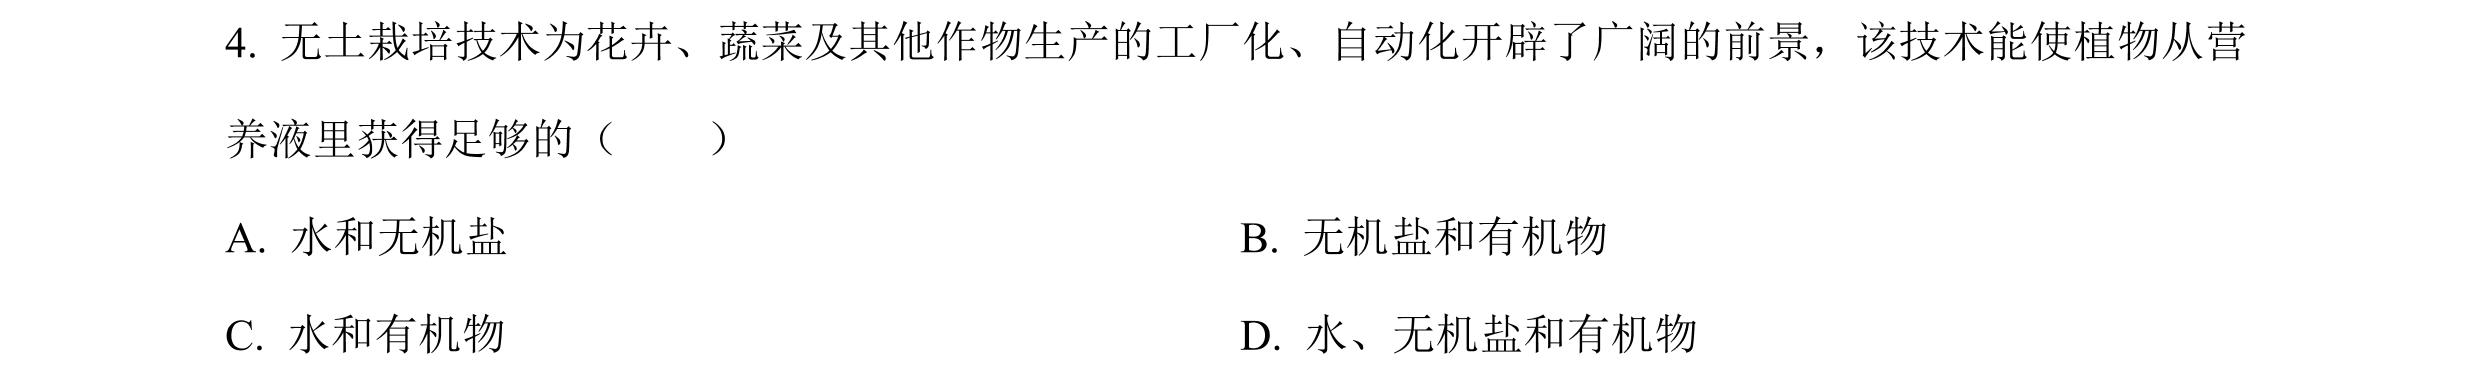 4. 无土栽培技术为花卉、蔬菜及其他作物生产的工厂化、自动化开辟了广阔的前景，该技术能使植物从营
养液里获得足够的（　　）
A. 水和无机盐 B. 无机盐和有机物
C. 水和有机物 D. 水、无机盐和有机物